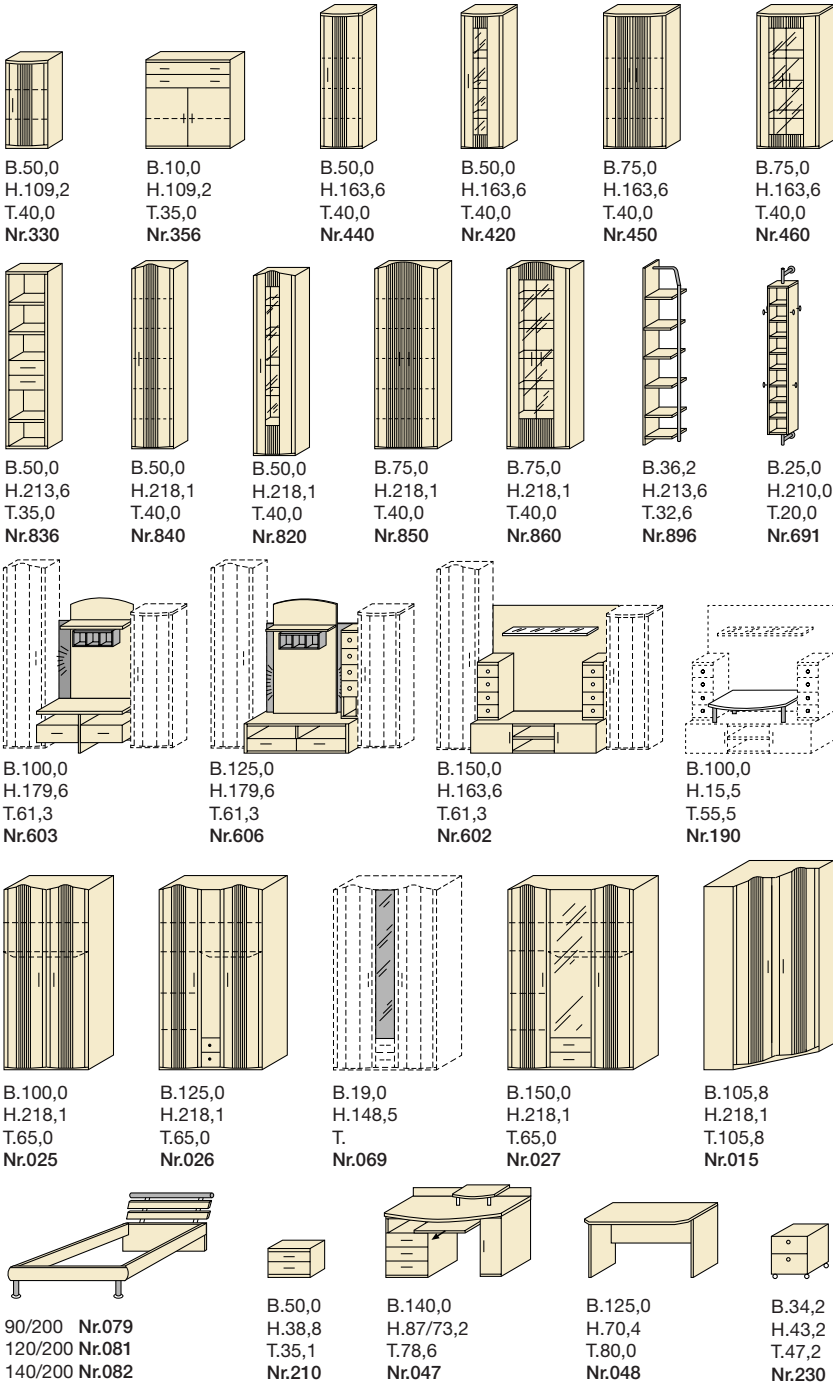 B.50,0
H.109,2
T.40,0
Nr.330
B.10,0
H.109,2
T.35,0
Nr.356
B.50,0
H.163,6
T.40,0
Nr.440
B.50,0
H.163,6
T.40,0
Nr.420
B.75,0
H.163,6
T.40,0
Nr.450
B.75,0
H.163,6
T.40,0
Nr.460
B.50,0
H.213,6
T.35,0
Nr.836
B.50,0
H.218,1
T.40,0
Nr.840
B.50,0
H.218,1
T.40,0
Nr.820
B.75,0
H.218,1
T.40,0
Nr.850
B.75,0
H.218,1
T.40,0
Nr.860
B.36,2
H.213,6
T.32,6
Nr.896
B.25,0
H.210,0
T.20,0
Nr.691
B.100,0
H.179,6
T.61,3
Nr.603
B.125,0
H.179,6
T.61,3
Nr.606
B.150,0
H.163,6
T.61,3
Nr.602
B.100,0
H.15,5
T.55,5
Nr.190
B.100,0
H.218,1
T.65,0
Nr.025
B.125,0
H.218,1
T.65,0
Nr.026
B.19,0
H.148,5
T.
Nr.069
B.150,0
H.218,1
T.65,0
Nr.027
B.105,8
H.218,1
T.105,8
Nr.015
90/200 Nr.079
120/200 Nr.081
140/200 Nr.082
B.50,0
H.38,8
T.35,1
Nr.210
B.140,0
H.87/73,2
T.78,6
Nr.047
B.125,0
H.70,4
T.80,0
Nr.048
B.34,2
H.43,2
T.47,2
Nr.230